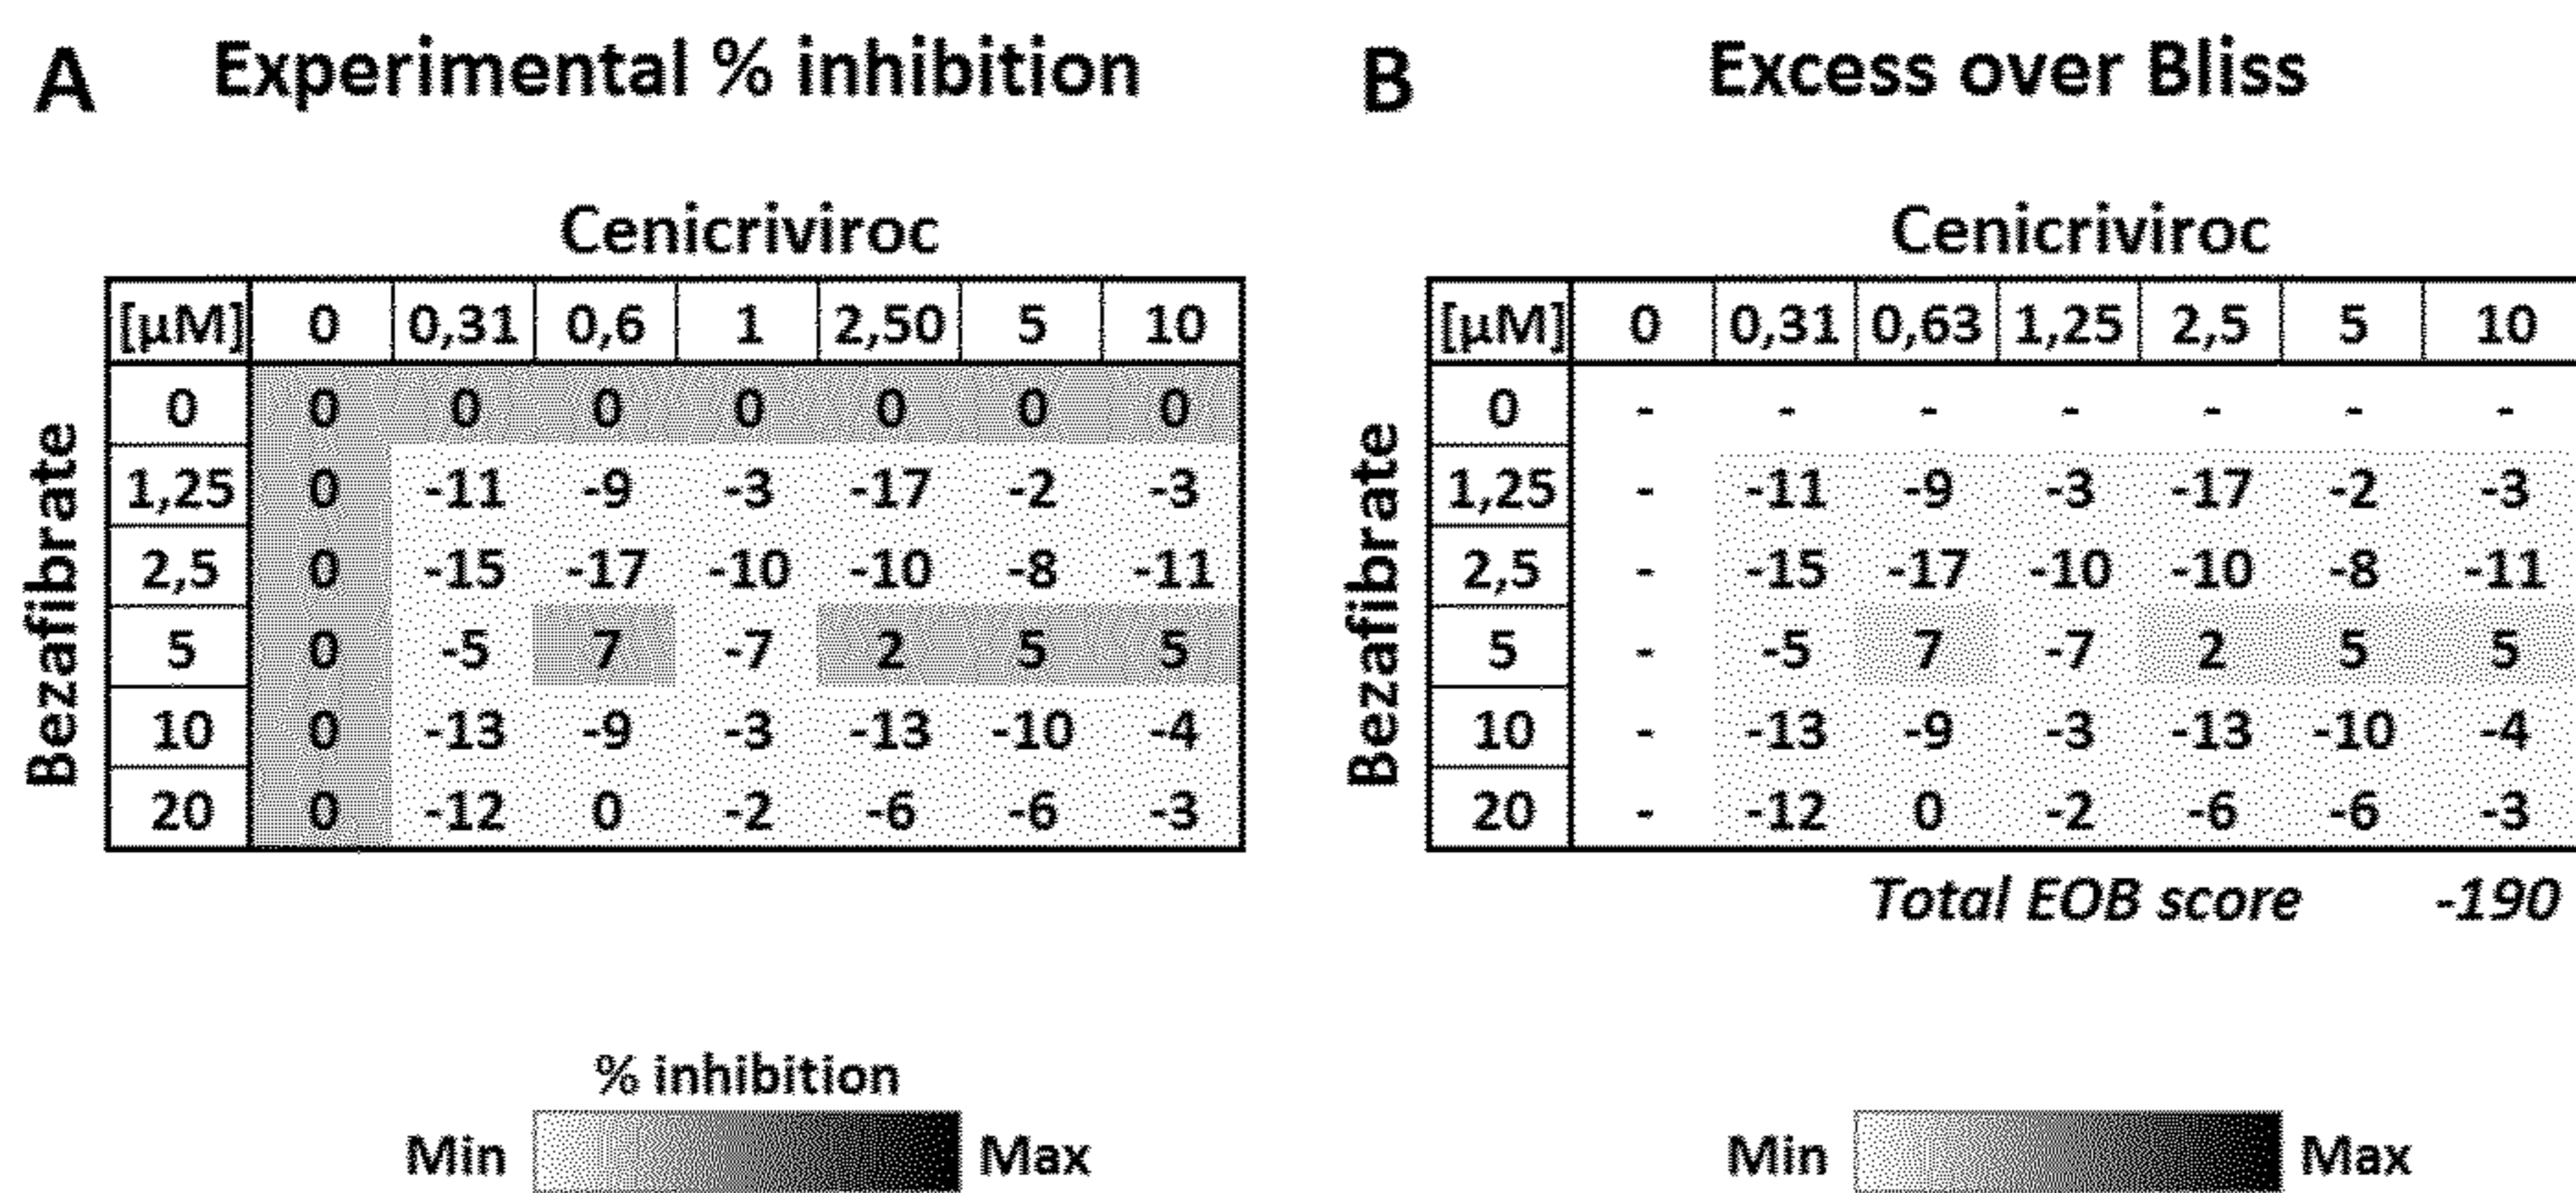 A Experimental % inhibition
Cenicriviroc
[µM] 0 0,31 0,6 1 2,50 5 10
Bezafibrate
0 0 0 0 0 0 0 0
1,25 0 -11 -9 -3 -17 -2 -3
2,5 0 -15 -17 -10 -10 -8 -11
5 0 -5 7 -7 2 5 5
10 0 -13 -9 -3 -13 -10 -4
20 0 -12 0 -2 -6 -6 -3
% inhibition
Min Max
B Excess over Bliss
Cenicriviroc
[µM] 0 0,31 0,63 1,25 2,5 5 10
Bezafibrate
0 - - - - - - -
1,25 - -11 -9 -3 -17 -2 -3
2,5 - -15 -17 -10 -10 -8 -11
5 - -5 7 -7 2 5 5
10 - -13 -9 -3 -13 -10 -4
20 - -12 0 -2 -6 -6 -3
Total EOB score -190
Min Max